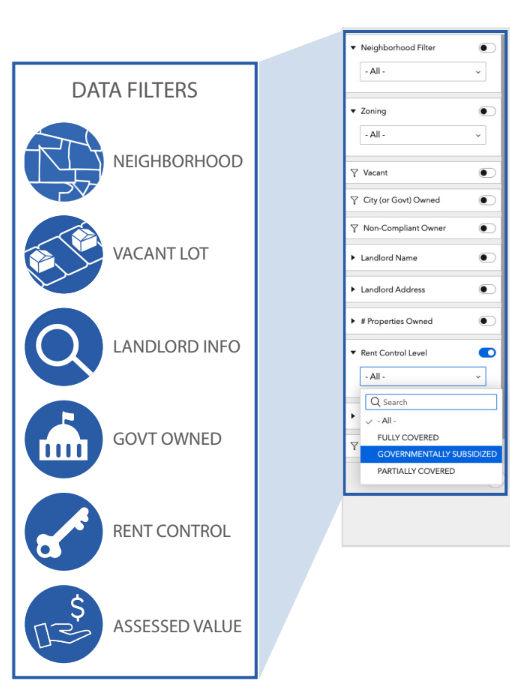 DATA FILTERS
NEIGHBORHOOD
VACANT LOT
LANDLORD INFO
GOVT OWNED
RENT CONTROL
$
ASSESSED VALUE
Neighborhood Filter
- All -
Zoning
- All -
Vacant
City (or Govt) Owned
Non-Compliant Owner
Landlord Name
Landlord Address
# Properties Owned
Rent Control Level
- All -
Search
- All -
FULLY COVERED
GOVERNMENTALLY SUBSIDIZED
PARTIALLY COVERED